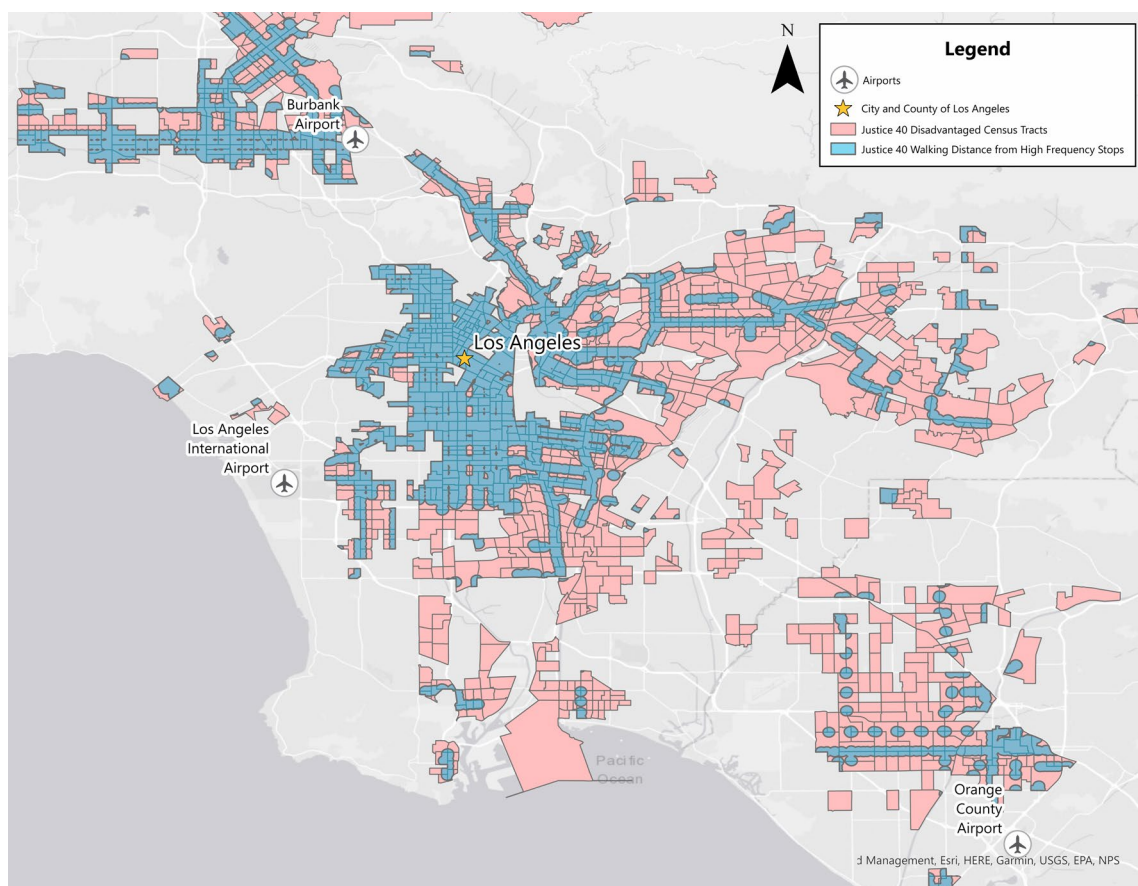 N
Legend
Airports
City and County of Los Angeles
Justice 40 Disadvantaged Census Tracts
Justice 40 Walking Distance from High Frequency Stops
Burbank
Airport
Los Angeles
Los Angeles
International
Airport
Pacific
Ocean
Orange
County
Airport
d Management, Esri, HERE, Garmin, USGS, EPA, NPS